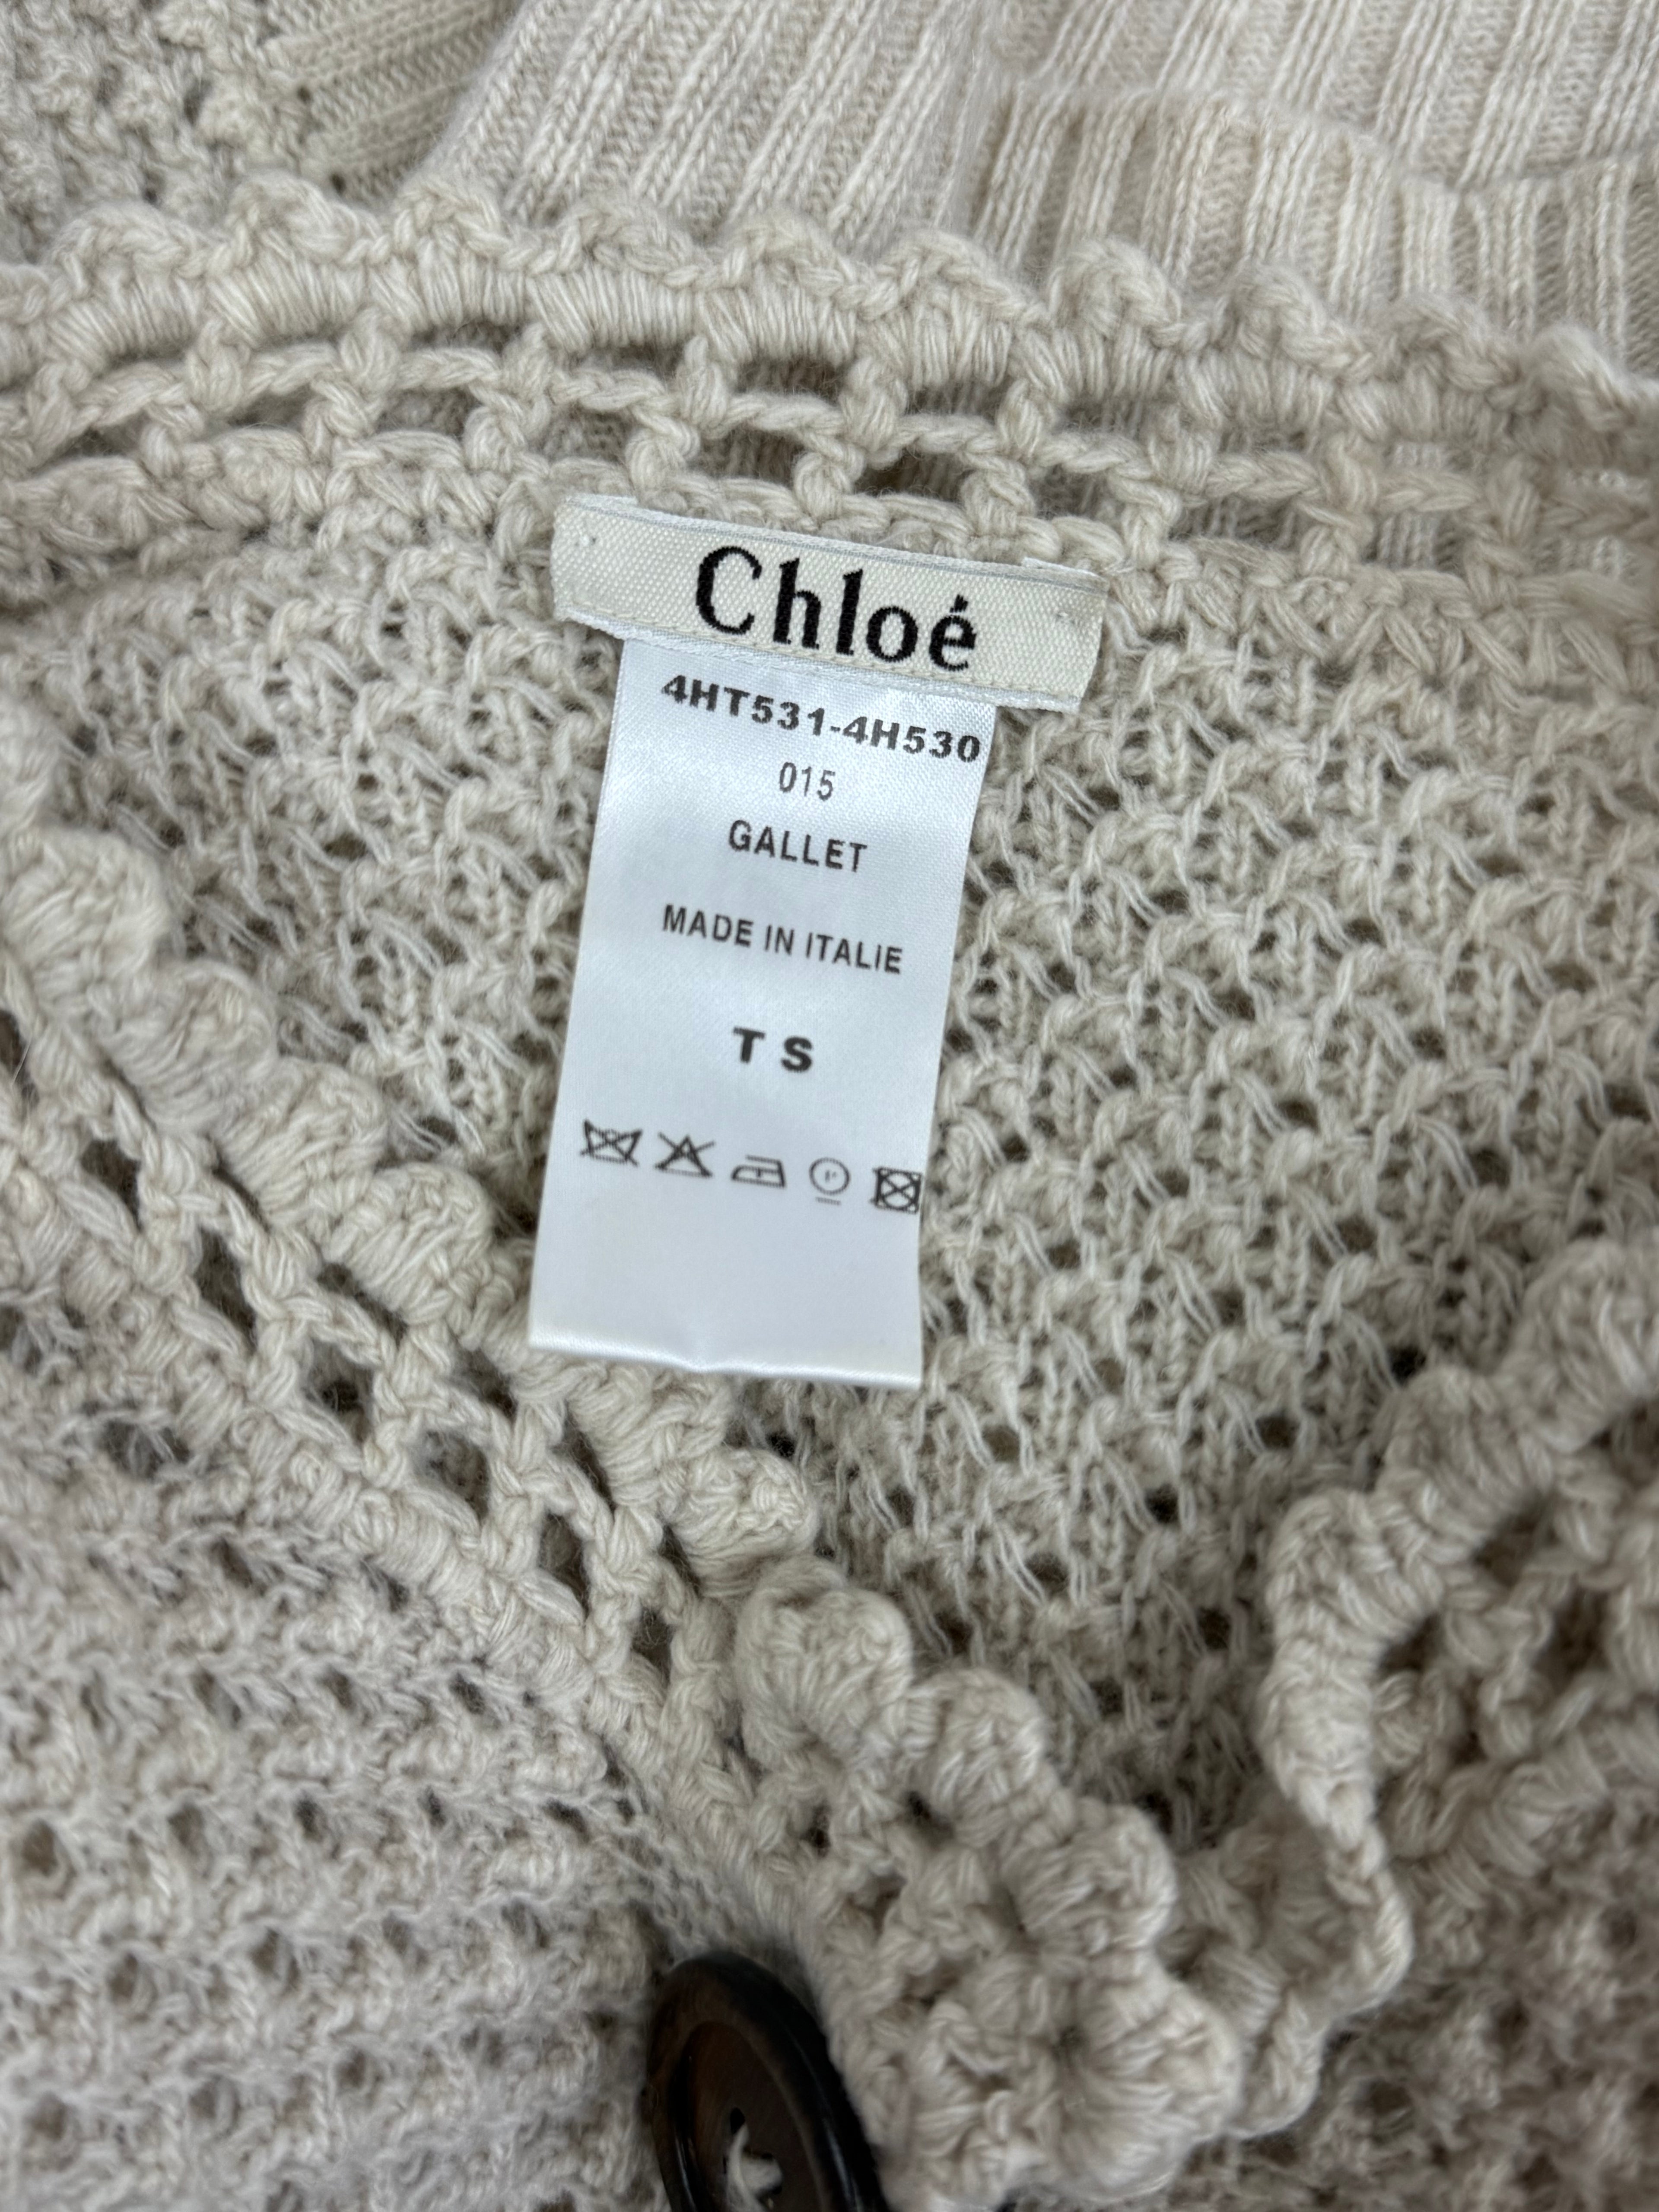 Chloé
4HT531-4H530
015
GALLET
MADE IN ITALIE
T S